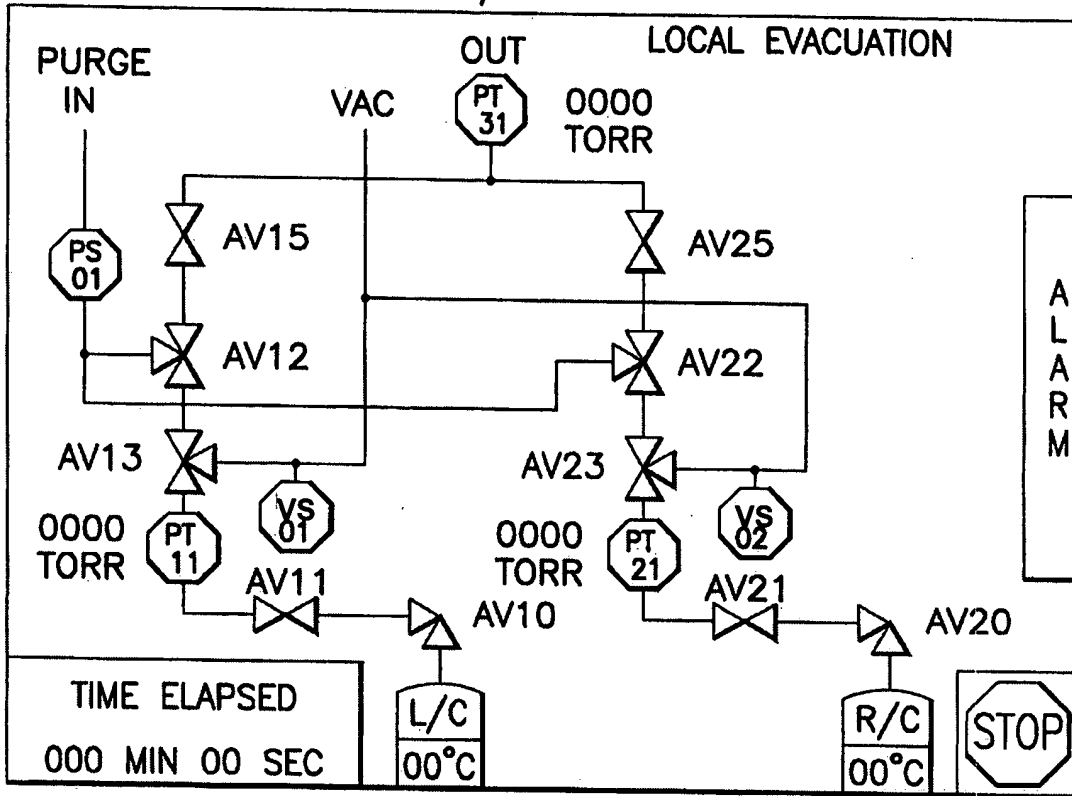 LOCAL EVACUATION
PURGE
IN
VAC
OUT
PT
31
0000
TORR
PS
01
AV15
AV25
AV12
AV22
AV13
AV23
VS
01
VS
02
0000
TORR
PT
11
0000
TORR
PT
21
AV11
AV10
AV21
AV20
A
L
A
R
M
TIME ELAPSED
000 MIN 00 SEC
L/C
00°C
R/C
00°C
STOP